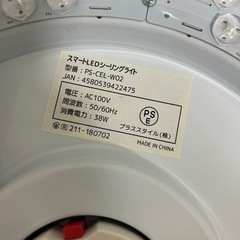 スマートLEDシーリングライト
型番：PS-CEL-W02
JAN：4580539422475
電圧：AC100V
周波数：50/60Hz
消費電力：38W
PS
E
211-180702
プラススタイル(株)
MADE IN CHINA